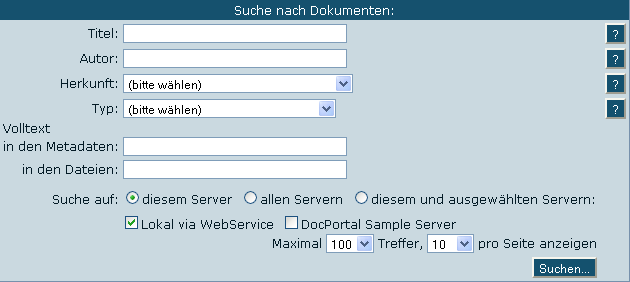 Suche nach Dokumenten:
Titel: ?
Autor: ?
Herkunft: (bitte wählen) ?
Typ: (bitte wählen) ?
Volltext
in den Metadaten:
in den Dateien:
Suche auf: diesem Server allen Servern diesem und ausgewählten Servern:
Lokal via WebService DocPortal Sample Server
Maximal 100 Treffer, 10 pro Seite anzeigen
Suchen...